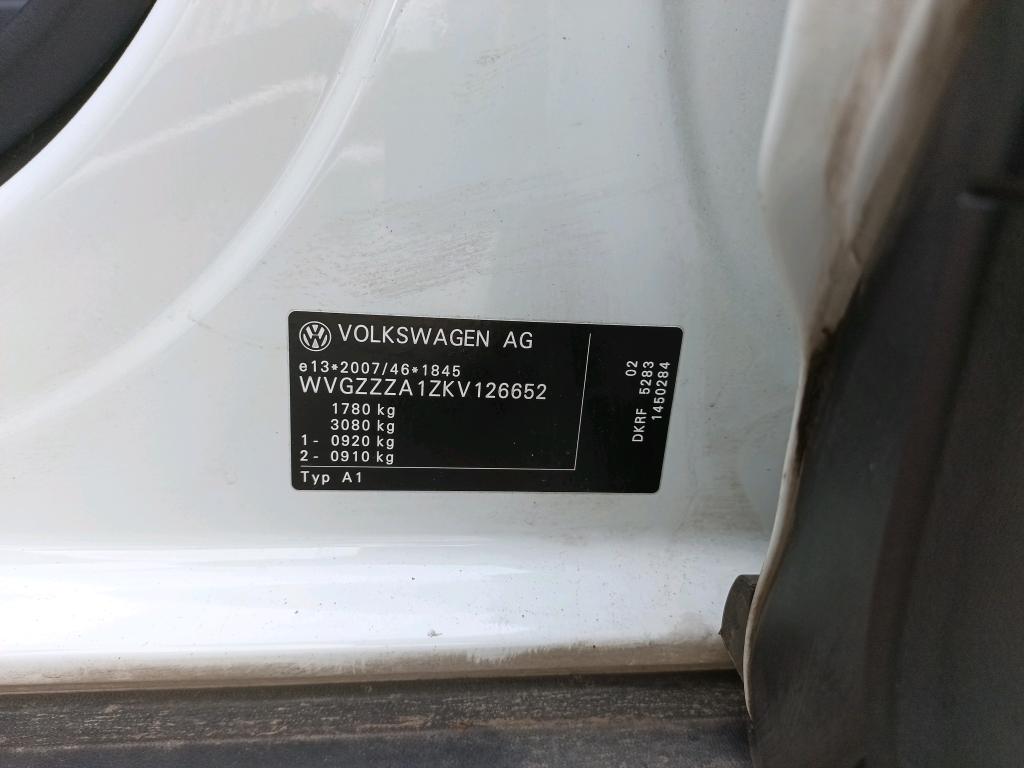 VOLKSWAGEN AG
e13*2007/46*1845
WVGZZZA1ZKV126652
1780 kg
3080 kg
1- 0920 kg
2- 0910 kg
Typ A1
02
DKRF 5283
1450284